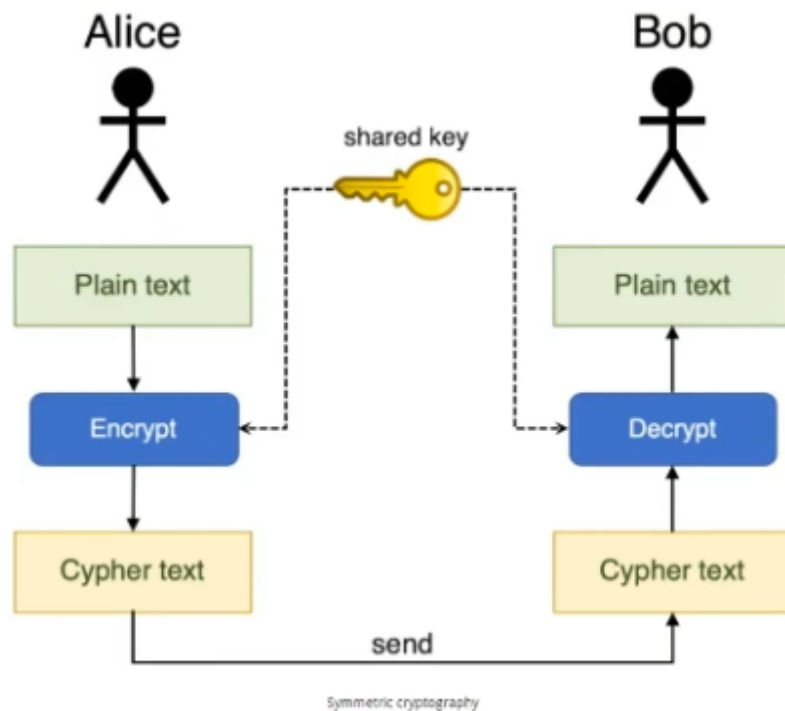 Alice
Bob
shared key
Plain text
Plain text
Encrypt
Decrypt
Cypher text
Cypher text
send
Symmetric cryptography